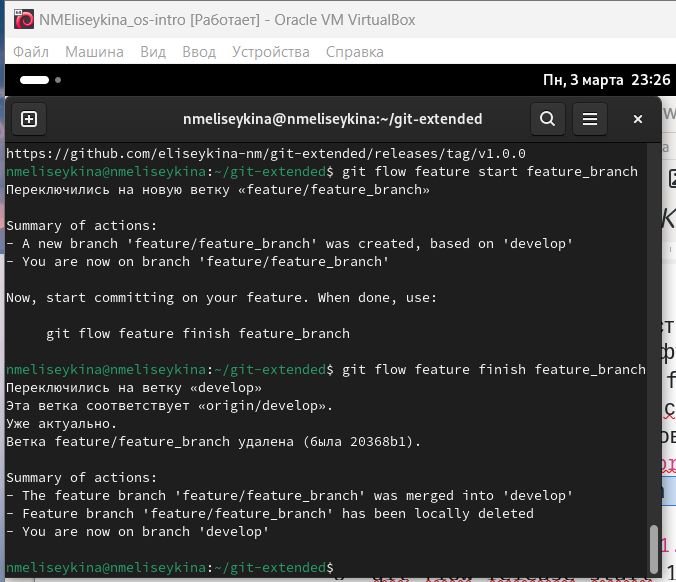 NMEliseykina_os-intro [Работает] - Oracle VM VirtualBox
Файл Машина Вид Ввод Устройства Справка
Пн, 3 марта 23:26
nmeliseykina@nmeliseykina:~/git-extended
https://github.com/eliseykina-nm/git-extended/releases/tag/v1.0.0
nmeliseykina@nmeliseykina:~/git-extended$ git flow feature start feature_branch
Переключились на новую ветку «feature/feature_branch»
Summary of actions:
- A new branch 'feature/feature_branch' was created, based on 'develop'
- You are now on branch 'feature/feature_branch'
Now, start committing on your feature. When done, use:
git flow feature finish feature_branch
nmeliseykina@nmeliseykina:~/git-extended$ git flow feature finish feature_branch
Переключились на ветку «develop»
Эта ветка соответствует «origin/develop».
Уже актуально.
Ветка feature/feature_branch удалена (была 20368b1).
Summary of actions:
- The feature branch 'feature/feature_branch' was merged into 'develop'
- Feature branch 'feature/feature_branch' has been locally deleted
- You are now on branch 'develop'
nmeliseykina@nmeliseykina:~/git-extended$